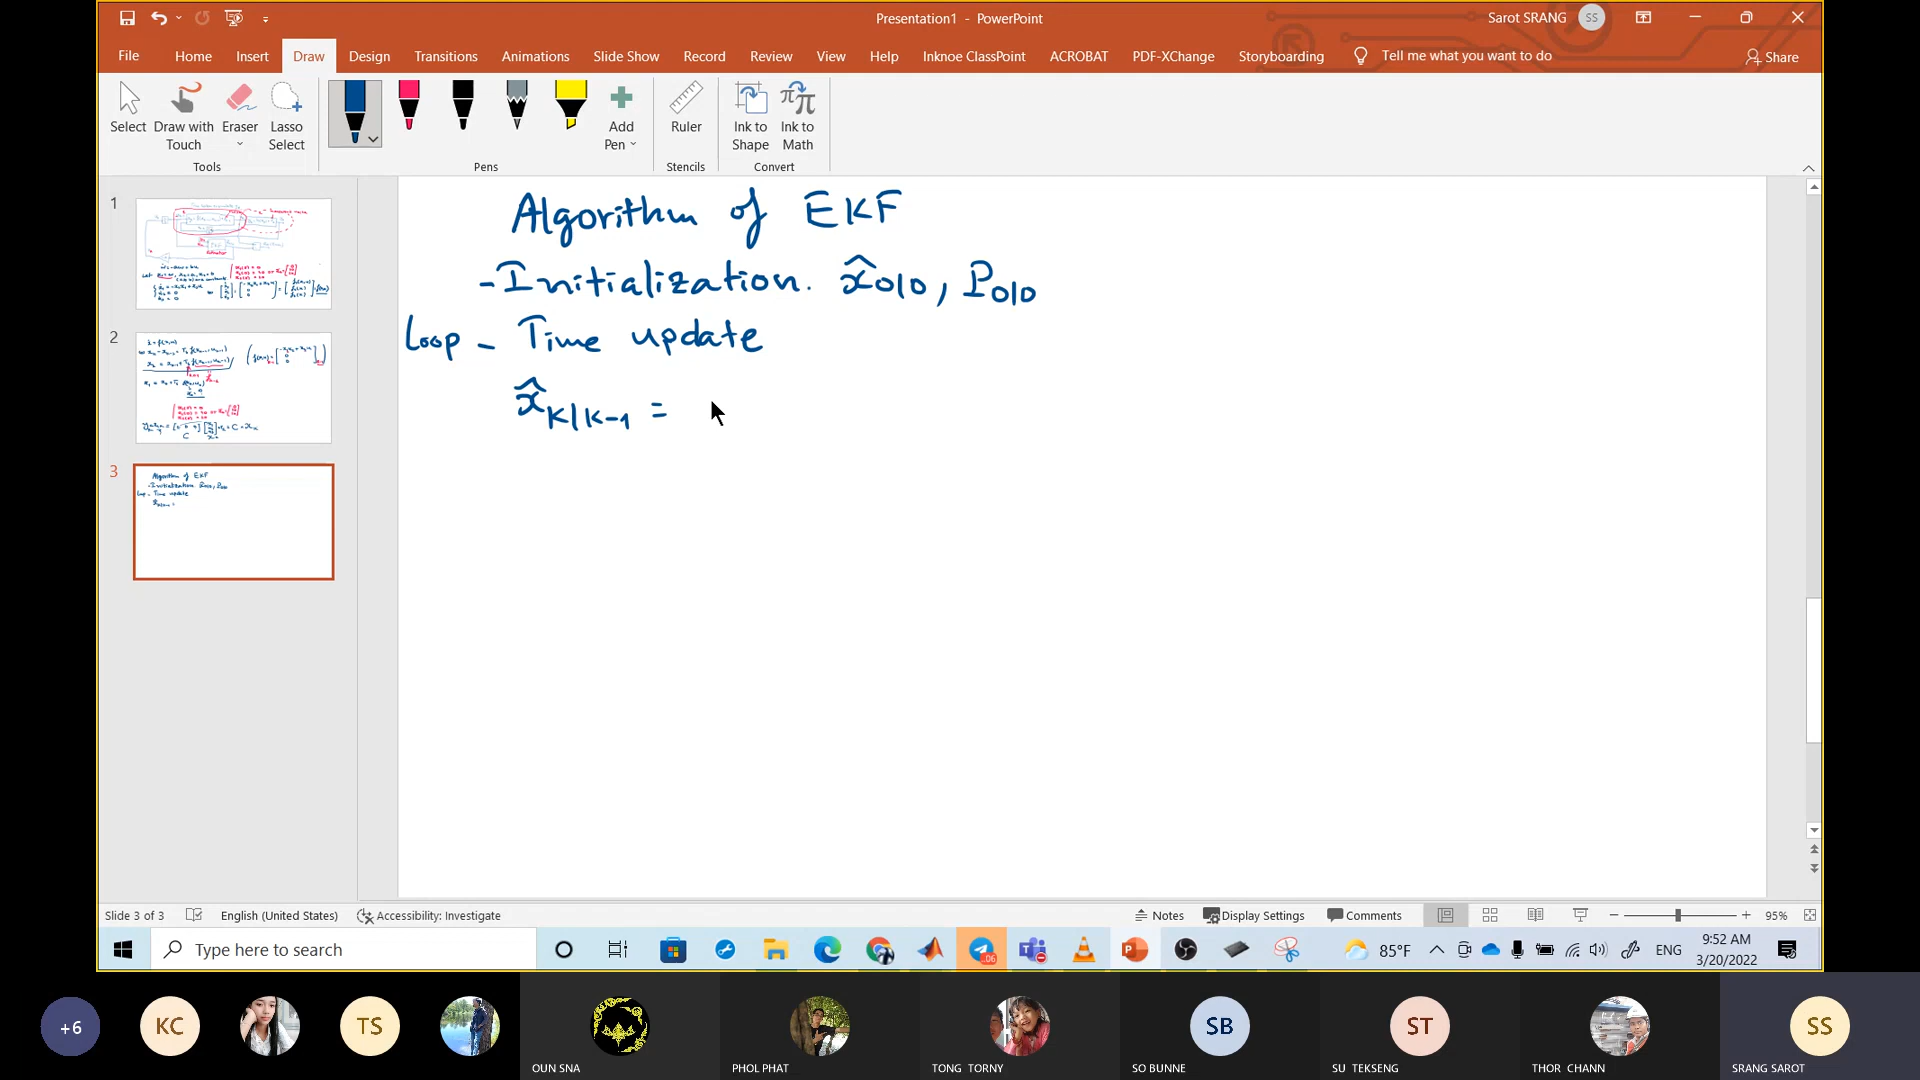 Presentation1 - PowerPoint
Sarot SRANG
SS
File
Home
Insert
Draw
Design
Transitions
Animations
Slide Show
Record
Review
View
Help
Inknoe ClassPoint
ACROBAT
PDF-XChange
Storyboarding
Tell me what you want to do
Share
Select
Draw with Touch
Eraser
Lasso Select
Add Pen
Ruler
Ink to Shape
Ink to Math
Tools
Pens
Stencils
Convert
1
2
3
Algorithm of EKF
- Initialization. x̂0|0, P0|0
Loop - Time update
x̂K|K-1 =
Slide 3 of 3
English (United States)
Accessibility: Investigate
Notes
Display Settings
Comments
95%
Type here to search
85°F
ENG
9:52 AM
3/20/2022
+6
KC
TS
SB
ST
SS
OUN SNA
PHOL PHAT
TONG TORNY
SO BUNNE
SU TEKSENG
THOR CHANN
SRANG SAROT